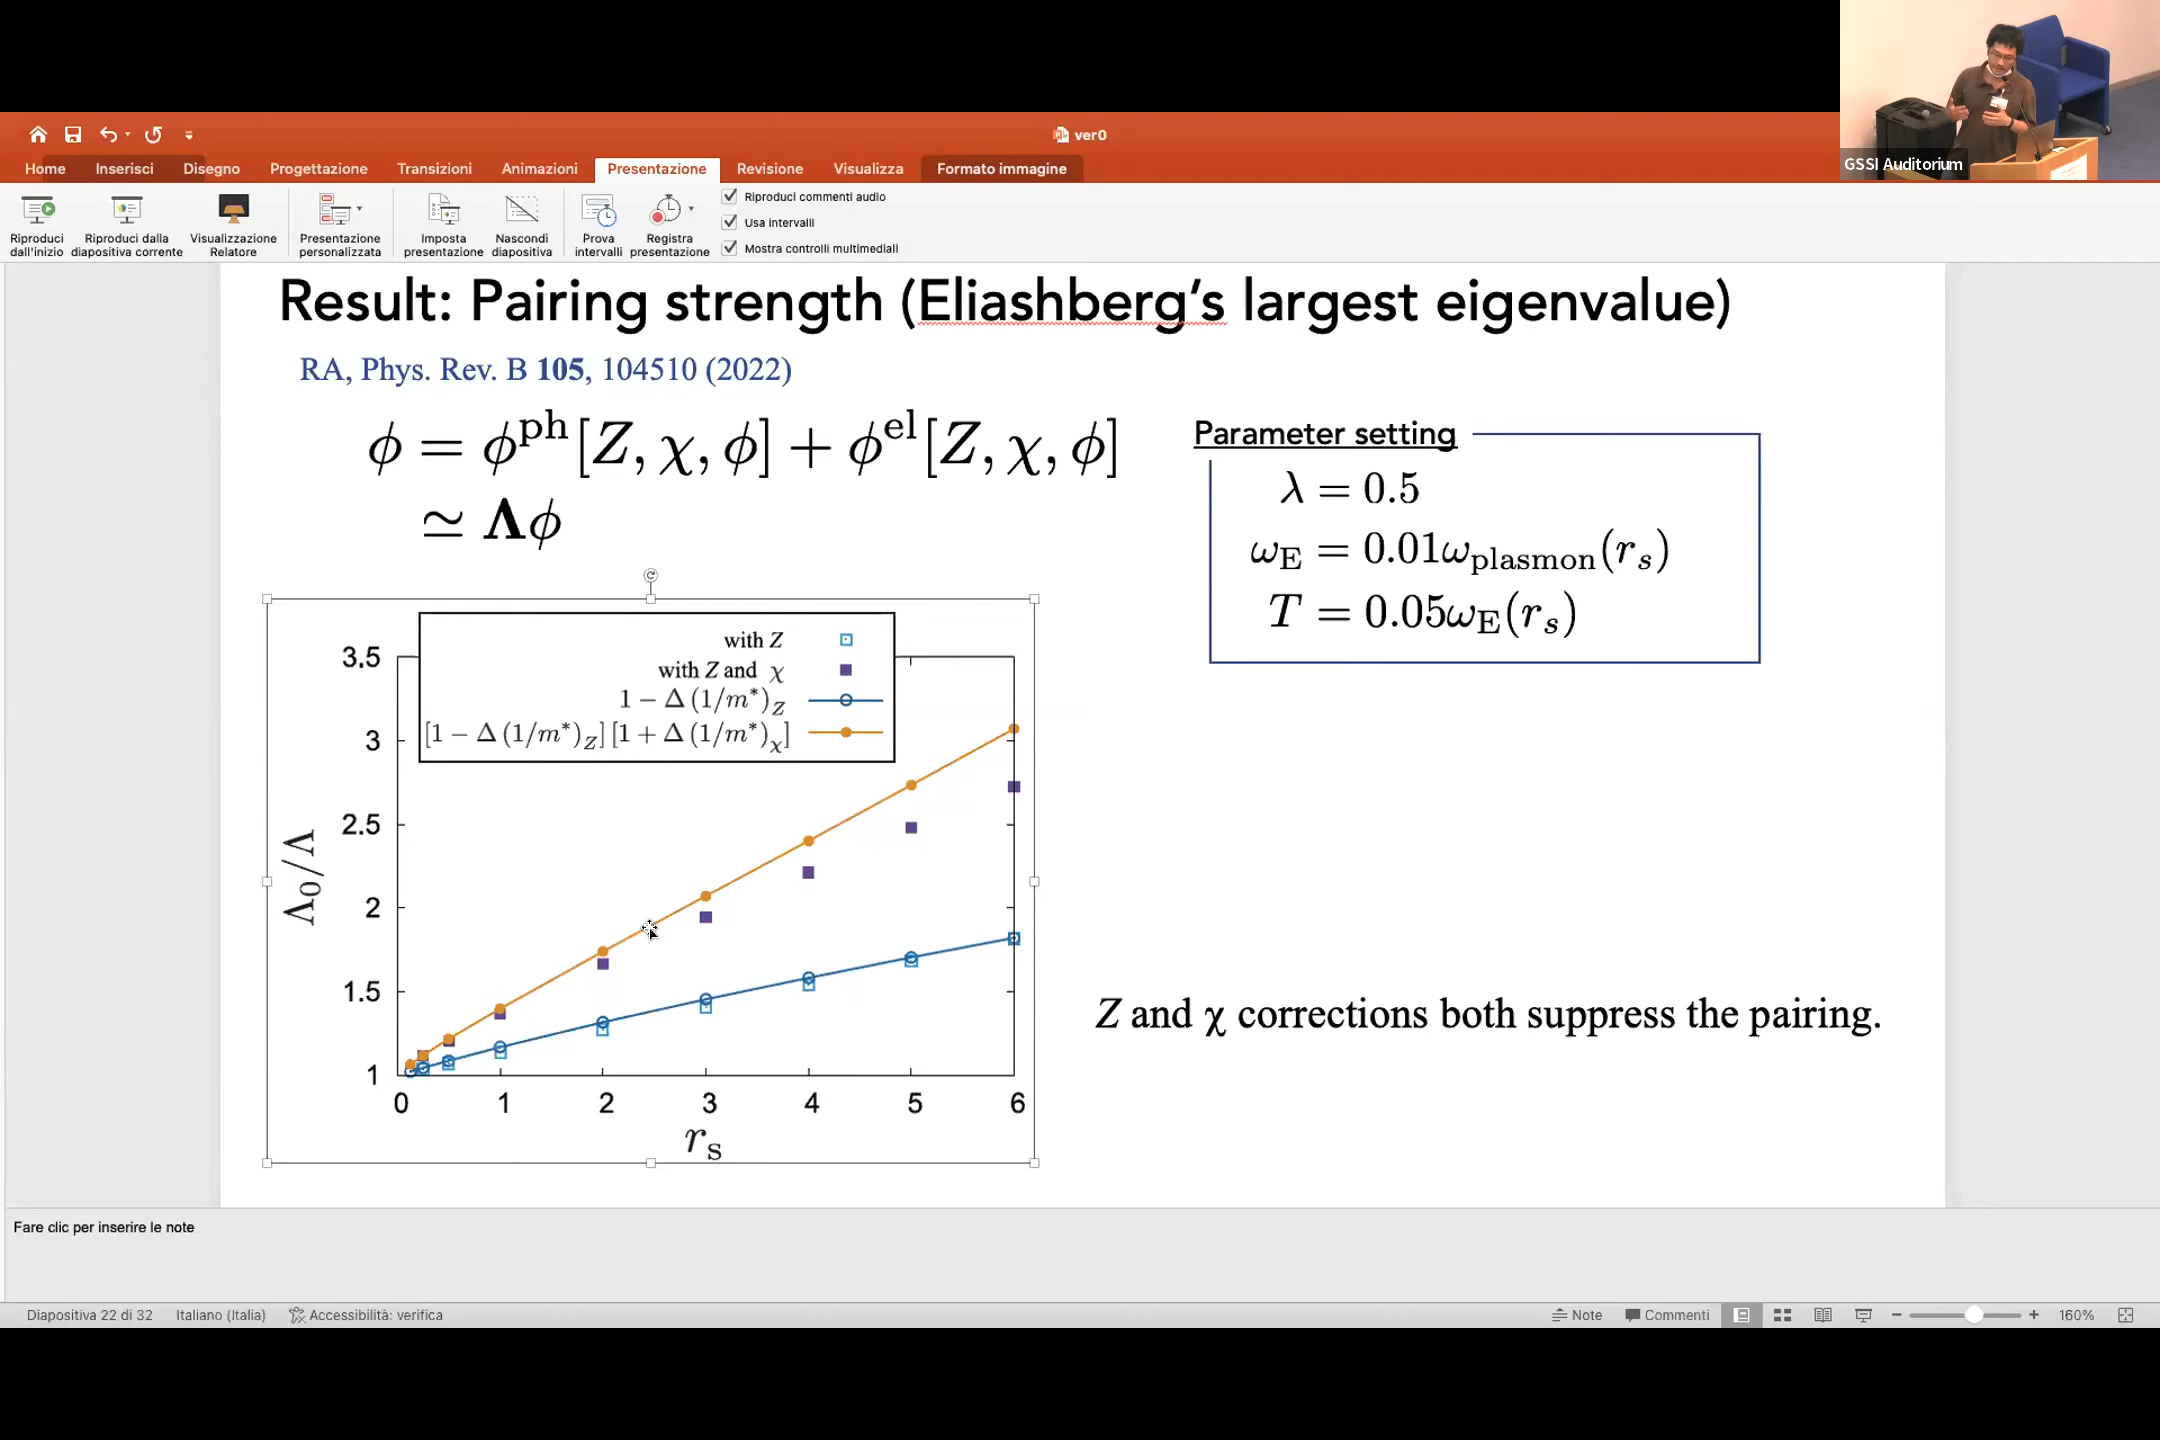 ver0
GSSI Auditorium
Home Inserisci Disegno Progettazione Transizioni Animazioni Presentazione Revisione Visualizza Formato immagine
Riproduci dall'inizio
Riproduci dalla diapositiva corrente
Visualizzazione Relatore
Presentazione personalizzata
Imposta presentazione
Nascondi diapositiva
Prova intervalli
Registra presentazione
Riproduci commenti audio
Usa intervalli
Mostra controlli multimediali
Result: Pairing strength (Eliashberg's largest eigenvalue)
RA, Phys. Rev. B 105, 104510 (2022)
ϕ = ϕ^ph[Z, χ, ϕ] + ϕ^el[Z, χ, ϕ]
≃ Λϕ
Parameter setting
λ = 0.5
ω_E = 0.01ω_plasmon(r_s)
T = 0.05ω_E(r_s)
with Z
with Z and χ
1 − Δ (1/m*)_Z
[1 − Δ (1/m*)_Z] [1 + Δ (1/m*)_χ]
3.5
3
2.5
2
1.5
1
Λ₀/Λ
0 1 2 3 4 5 6
r_s
Z and χ corrections both suppress the pairing.
Fare clic per inserire le note
Diapositiva 22 di 32 Italiano (Italia) Accessibilità: verifica Note Commenti 160%